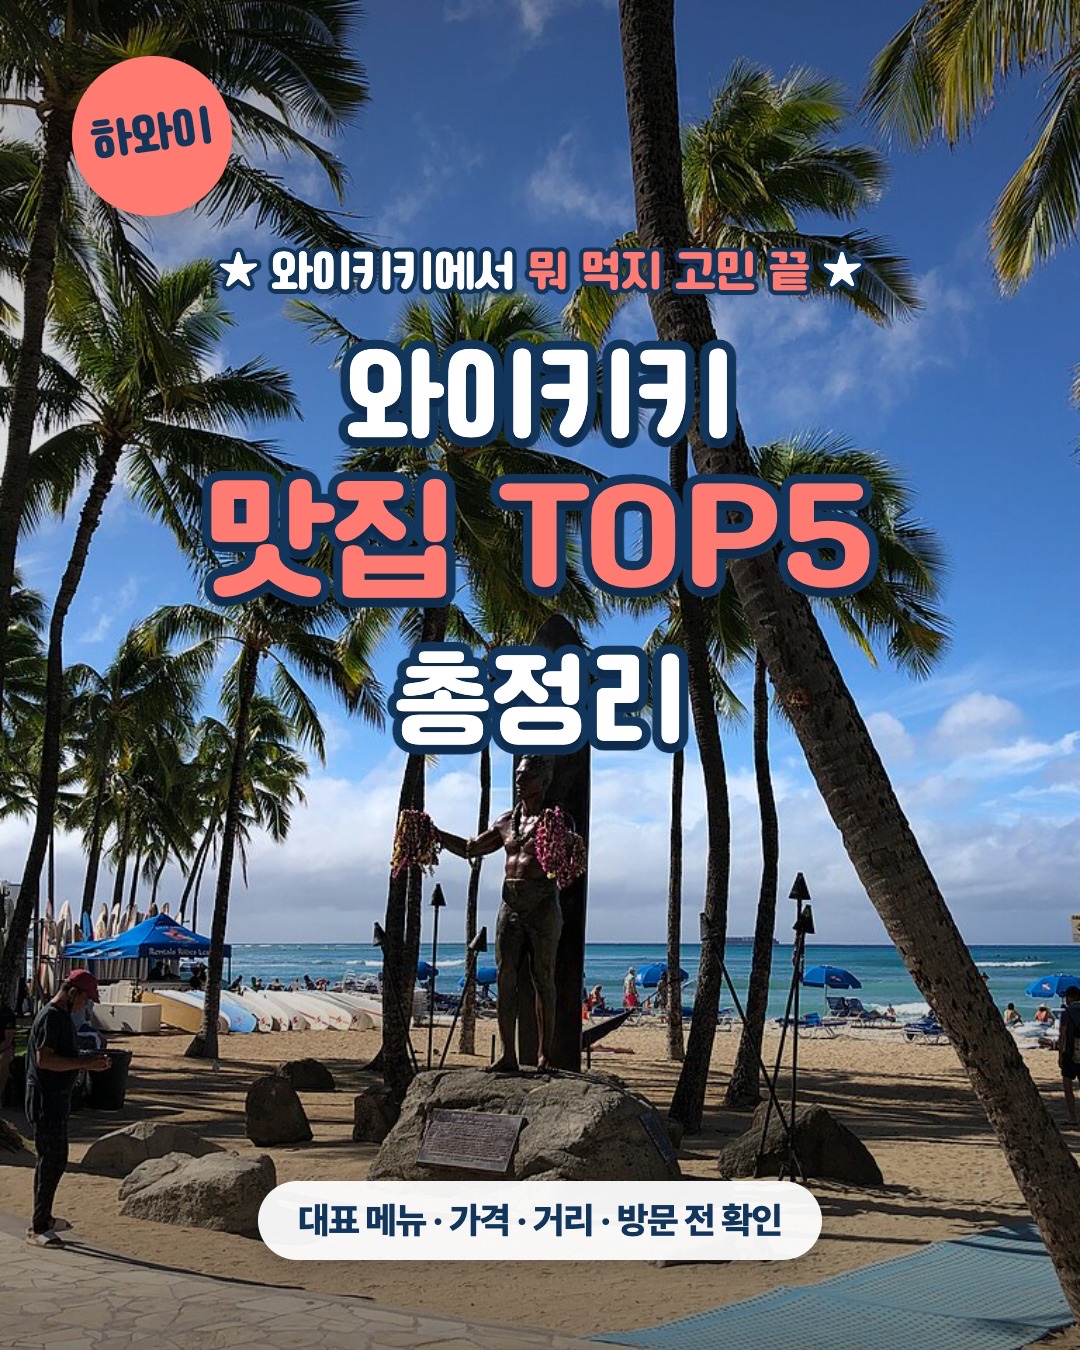 하와이
★ 와이키키에서 뭐 먹지 고민 끝 ★
와이키키
맛집 TOP5
총정리
Rentals Rides
대표 메뉴 · 가격 · 거리 · 방문 전 확인